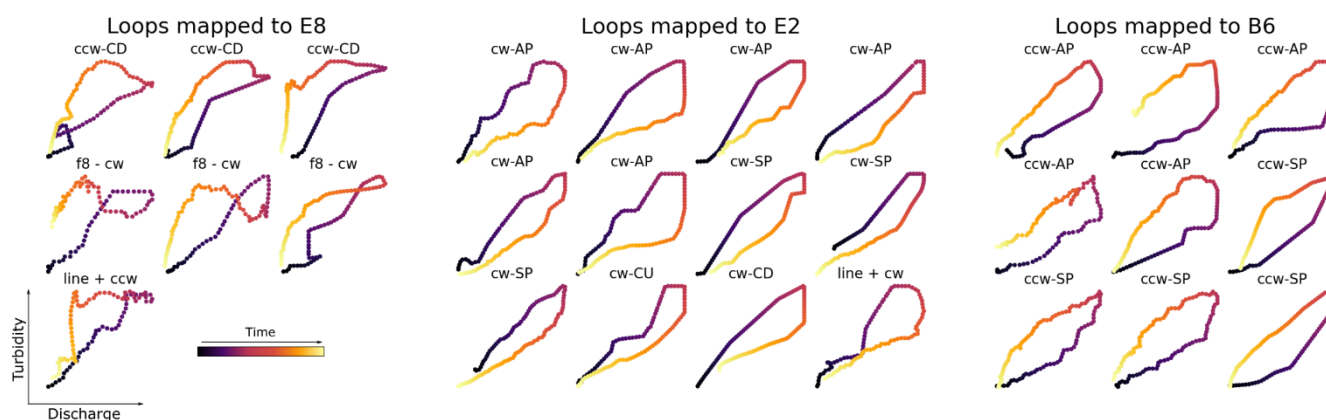 Loops mapped to E8
ccw-CD ccw-CD ccw-CD
f8 - cw f8 - cw f8 - cw
line + ccw
Time
Turbidity
Discharge
Loops mapped to E2
cw-AP cw-AP cw-AP cw-AP
cw-AP cw-AP cw-SP cw-SP
cw-SP cw-CU cw-CD line + cw
Loops mapped to B6
ccw-AP ccw-AP ccw-AP
ccw-AP ccw-AP ccw-SP
ccw-SP ccw-SP ccw-SP